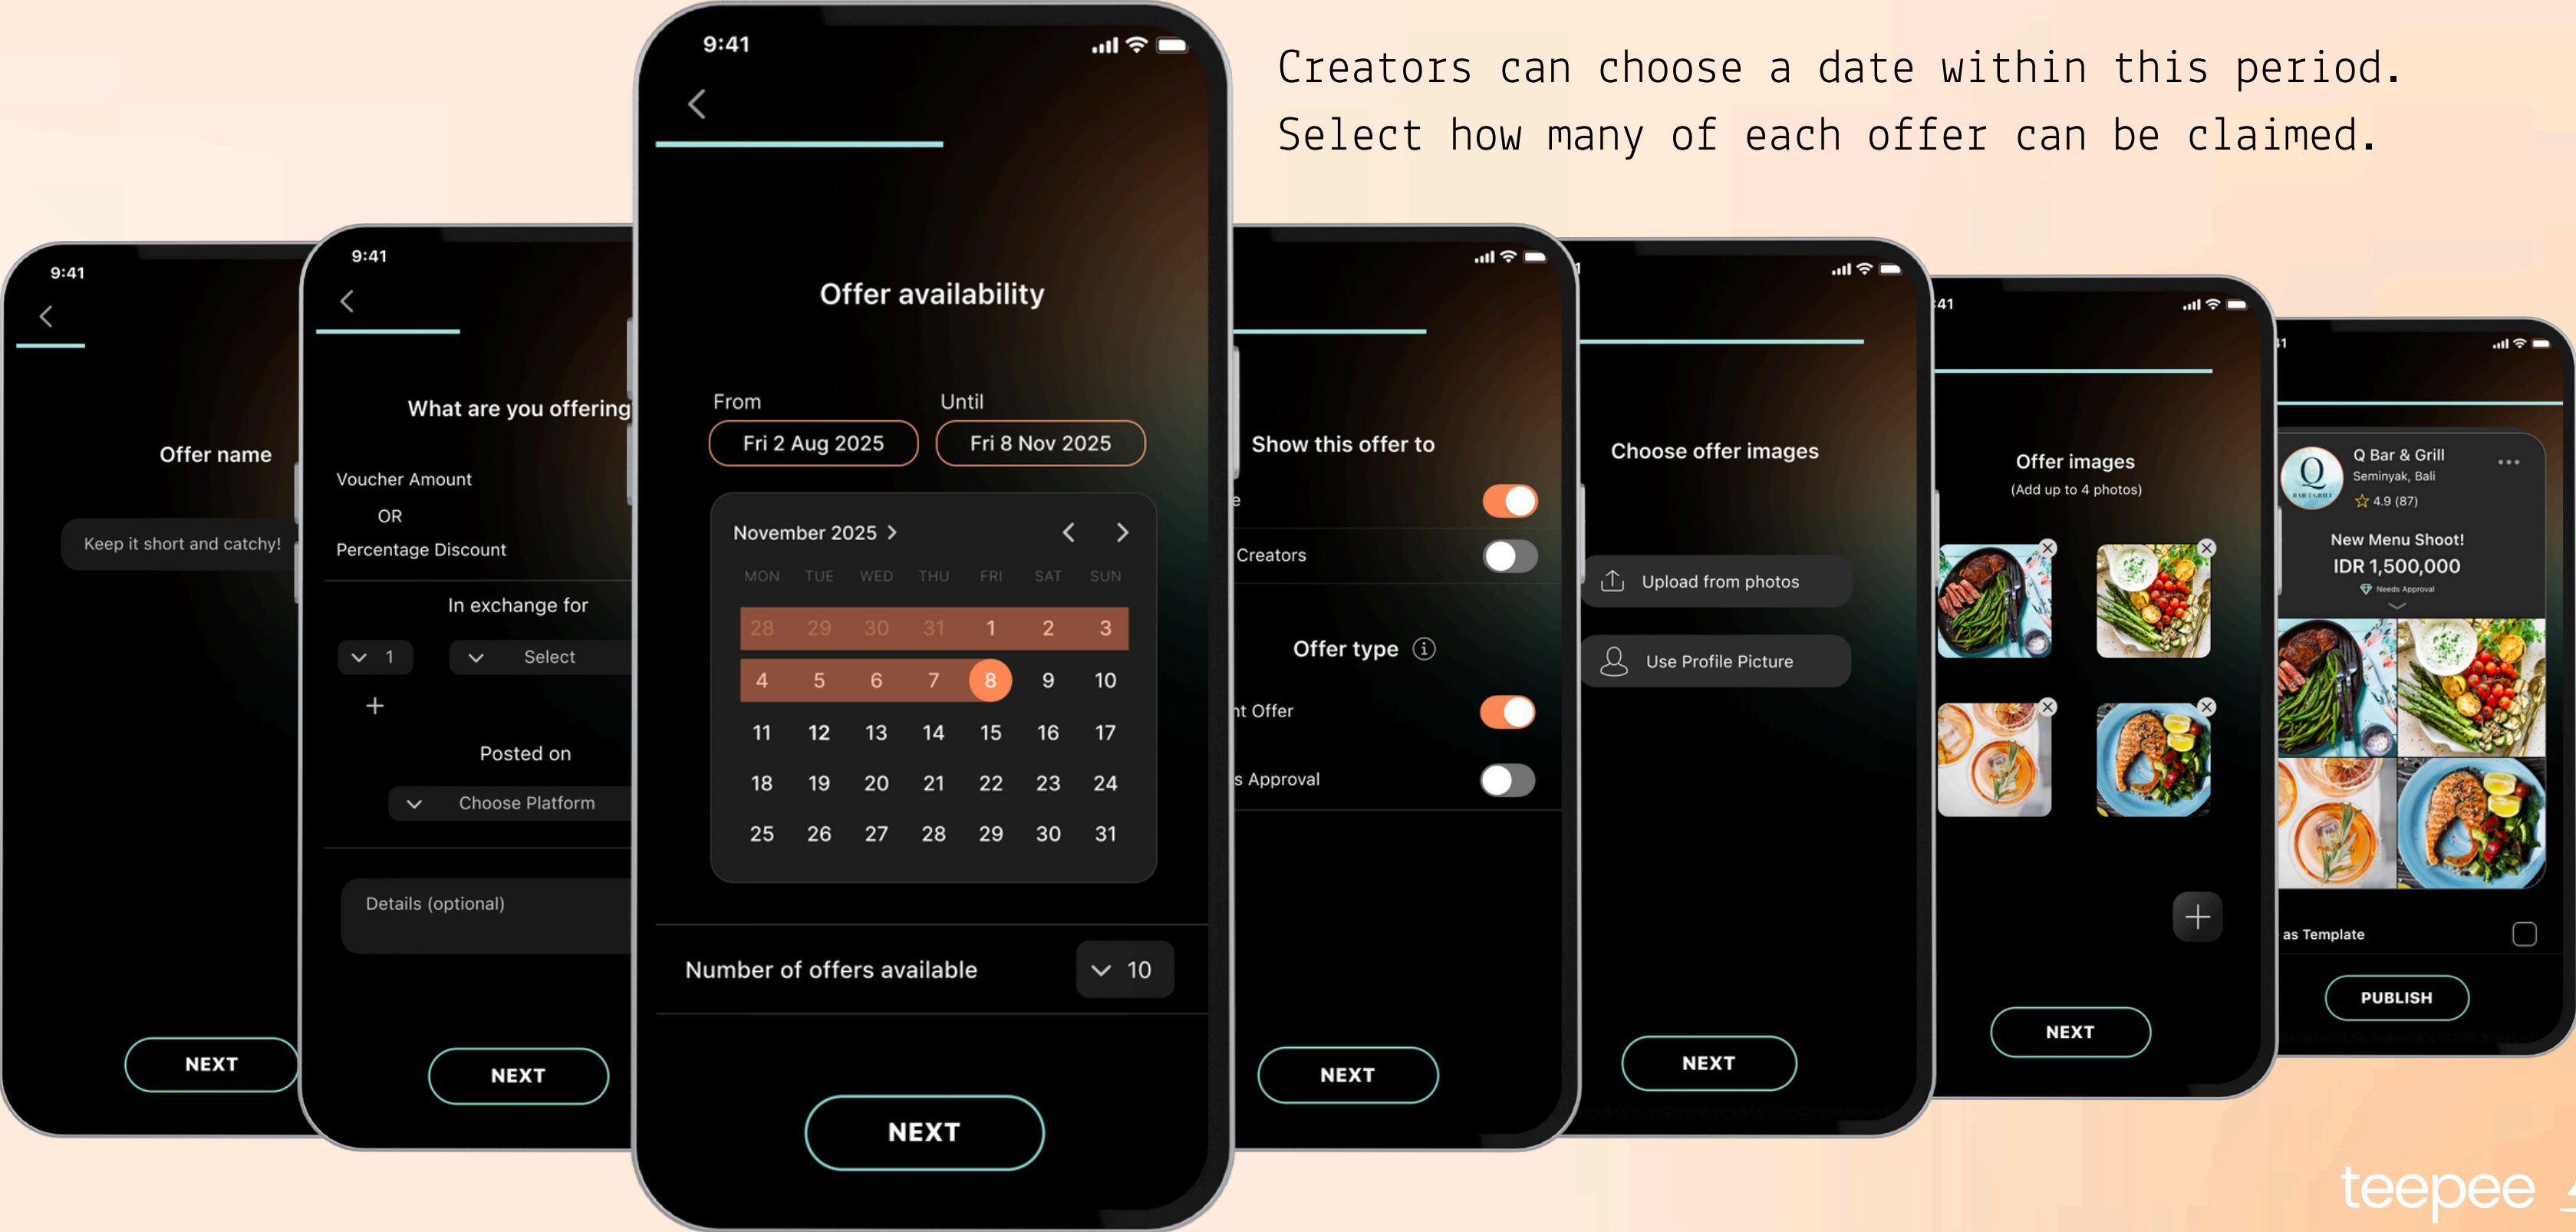 Creators can choose a date within this period.
Select how many of each offer can be claimed.
9:41
Offer name
Keep it short and catchy!
NEXT
9:41
What are you offering
Voucher Amount
OR
Percentage Discount
In exchange for
1
Select
+
Posted on
Choose Platform
Details (optional)
NEXT
9:41
Offer availability
From Until
Fri 2 Aug 2025 Fri 8 Nov 2025
November 2025
MON TUE WED THU FRI SAT SUN
28 29 30 31 1 2 3
4 5 6 7 8 9 10
11 12 13 14 15 16 17
18 19 20 21 22 23 24
25 26 27 28 29 30 31
Number of offers available 10
NEXT
Show this offer to
e
Creators
Offer type
nt Offer
s Approval
NEXT
1
Choose offer images
Upload from photos
Use Profile Picture
NEXT
:41
Offer images
(Add up to 4 photos)
NEXT
1
Q
BAR & GRILL
Q Bar & Grill
Seminyak, Bali
4.9 (87)
New Menu Shoot!
IDR 1,500,000
Needs Approval
as Template
PUBLISH
teepee